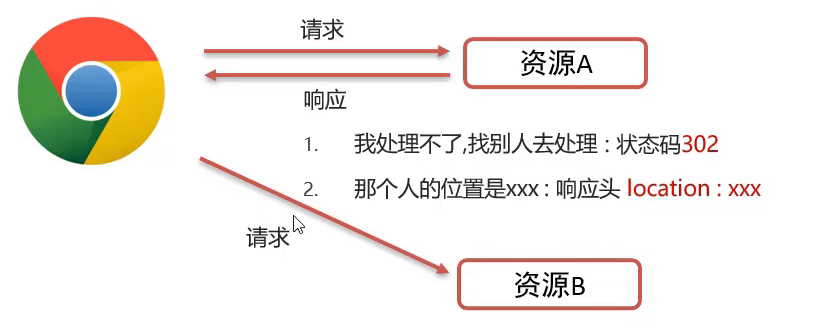 请求
资源A
响应
1. 我处理不了,找别人去处理 : 状态码302
2. 那个人的位置是xxx : 响应头 location : xxx
请求
资源B